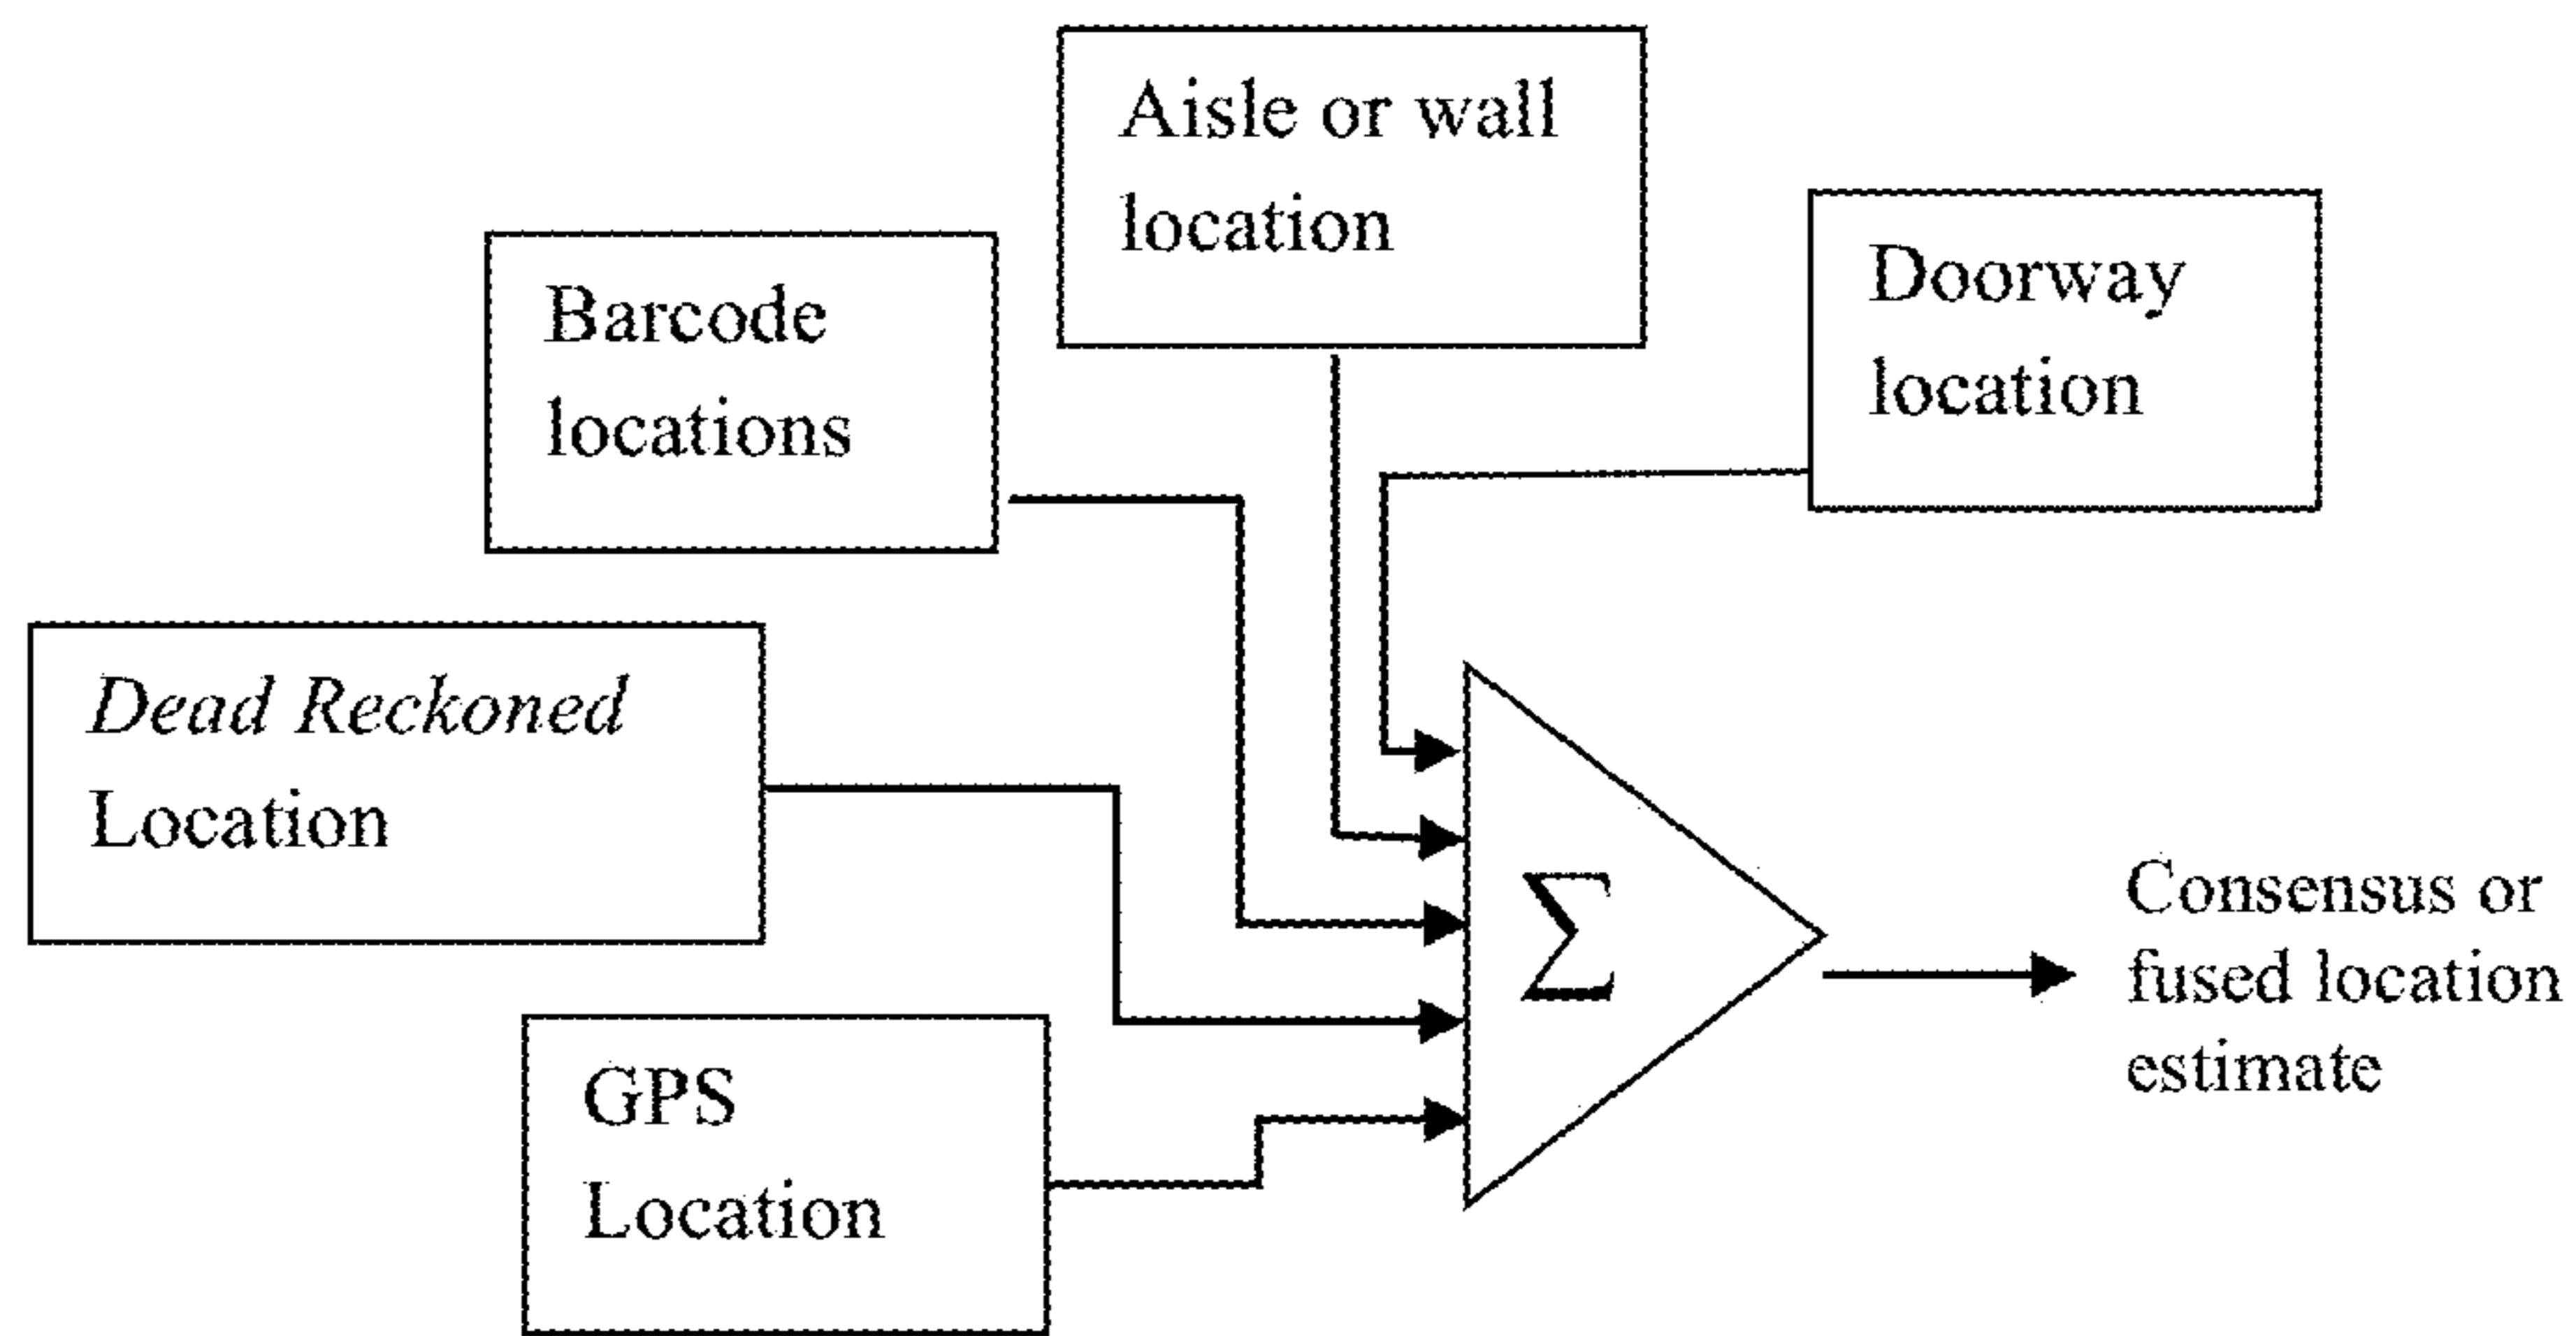 Aisle or wall
location
Doorway
location
Barcode
locations
Dead Reckoned
Location
Σ
Consensus or
fused location
estimate
GPS
Location